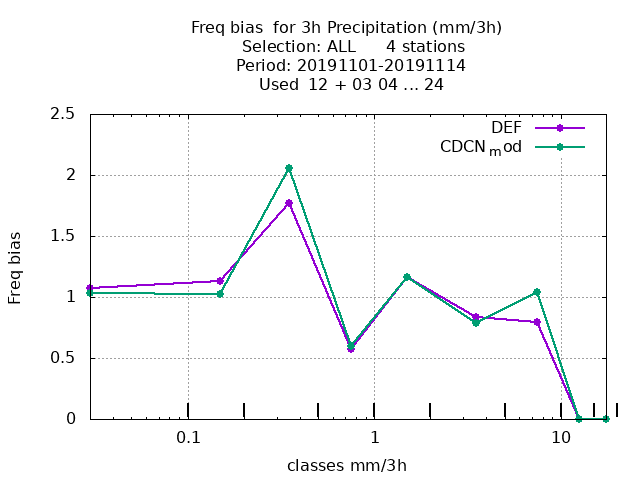 Freq bias  for 3h Precipitation (mm/3h)
Selection: ALL      4 stations
Period: 20191101-20191114
Used  12 + 03 04 ... 24
2.5
2
1.5
1
0.5
0
Freq bias
DEF
CDCNmod
0.1
1
10
classes mm/3h